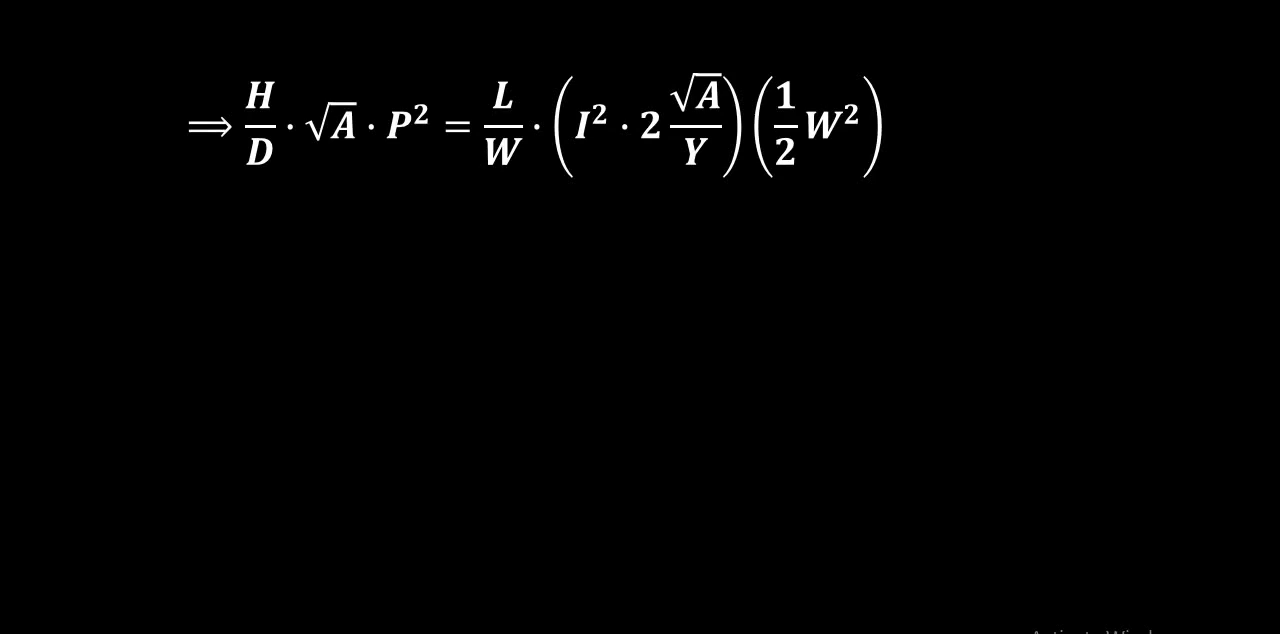 ⟹ H/D · √A · P² = L/W · (I² · 2 √A/Y)(1/2 W²)